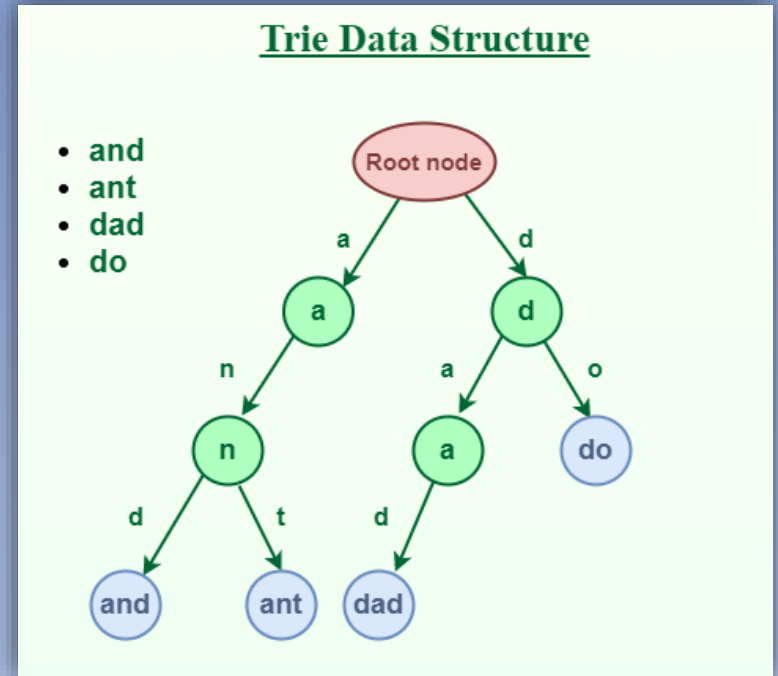 Trie Data Structure
and
ant
dad
do
Root node
a
d
a
d
n
a
o
n
a
do
d
t
d
and
ant
dad